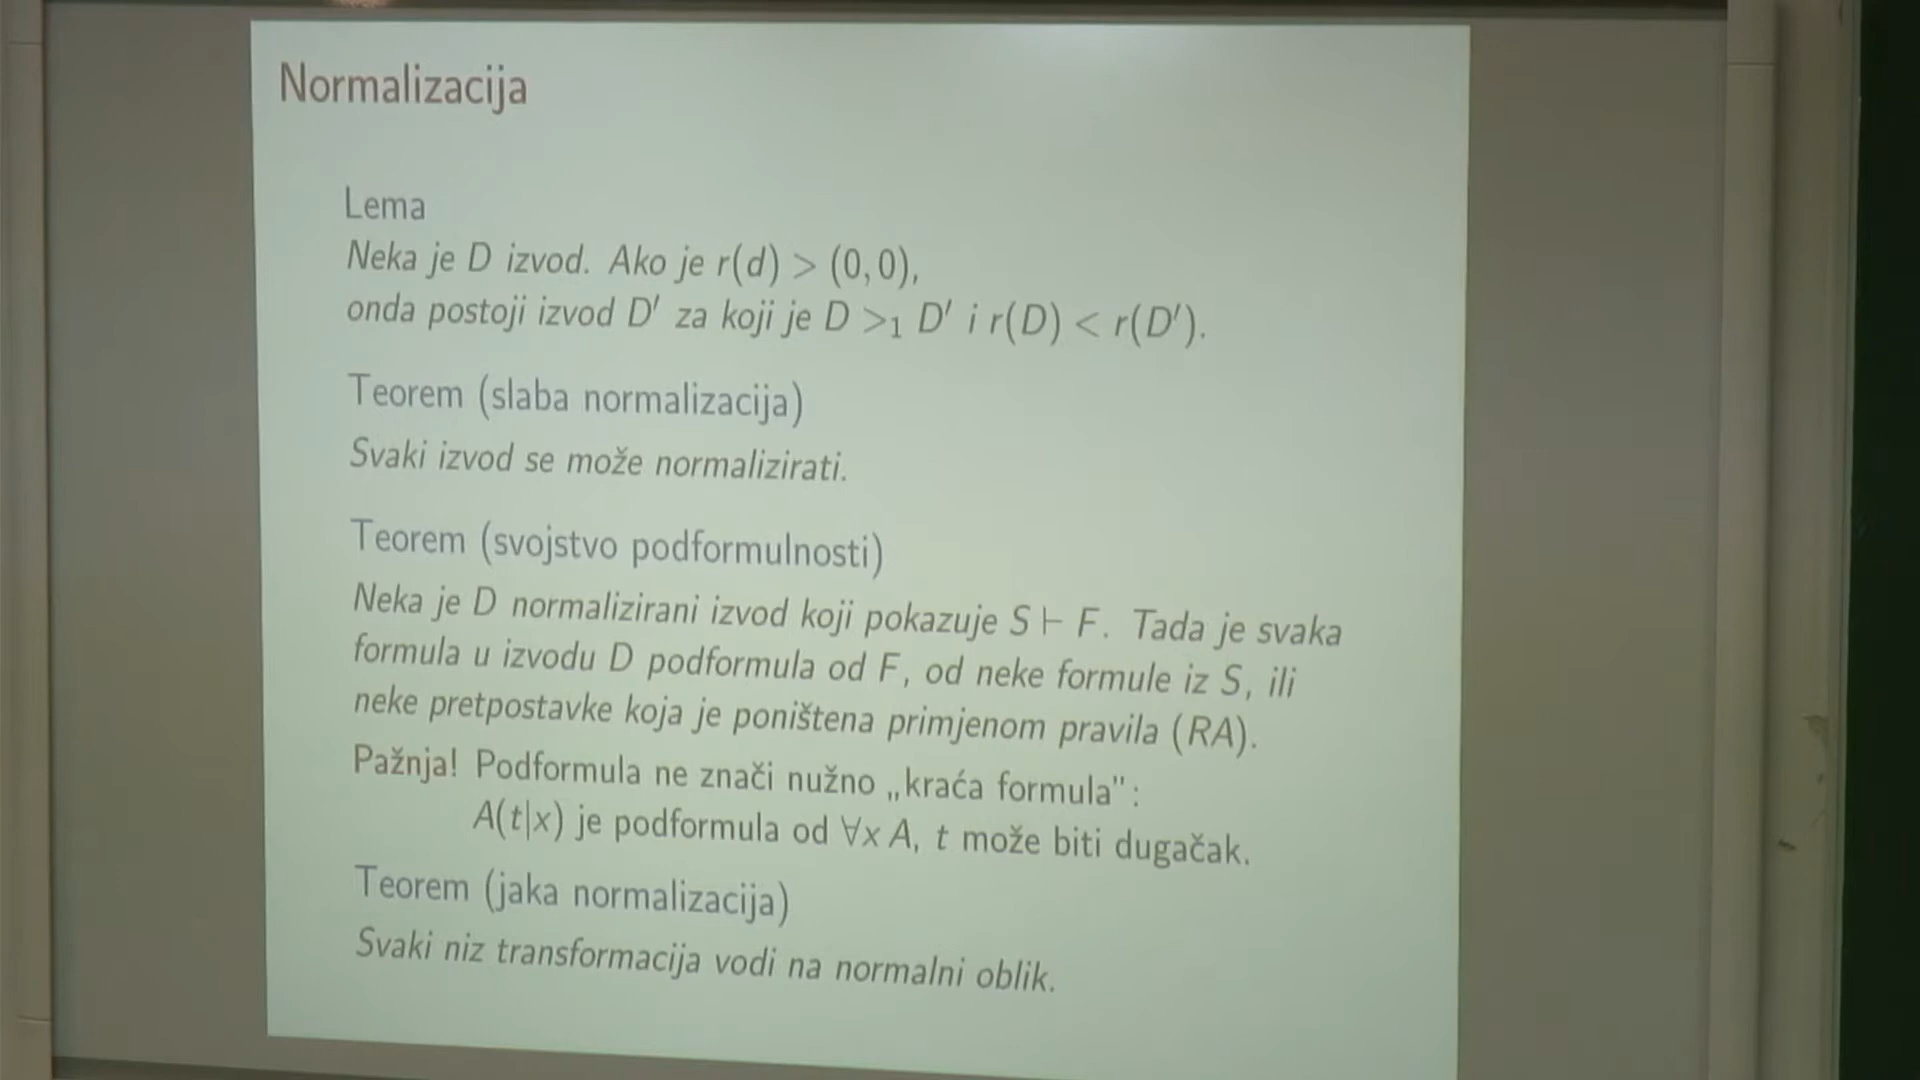 Normalizacija
Lema
Neka je D izvod. Ako je r(d) > (0, 0),
onda postoji izvod D′ za koji je D >₁ D′ i r(D) < r(D′).
Teorem (slaba normalizacija)
Svaki izvod se može normalizirati.
Teorem (svojstvo podformulnosti)
Neka je D normalizirani izvod koji pokazuje S ⊢ F. Tada je svaka
formula u izvodu D podformula od F, od neke formule iz S, ili
neke pretpostavke koja je poništena primjenom pravila (RA).
Pažnja! Podformula ne znači nužno „kraća formula":
A(t|x) je podformula od ∀x A, t može biti dugačak.
Teorem (jaka normalizacija)
Svaki niz transformacija vodi na normalni oblik.